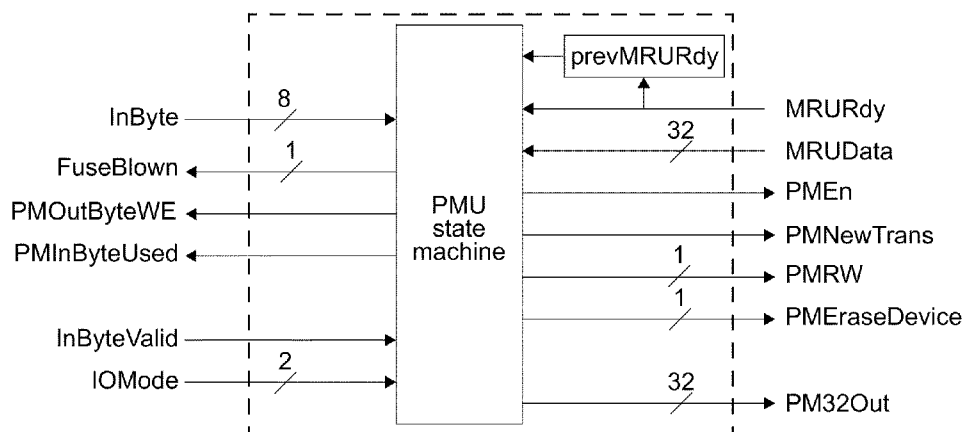 prevMRURdy
8
InByte
MRURdy
32
MRUData
1
FuseBlown
PMEn
PMOutByteWE
PMU
state
machine
PMNewTrans
PMInByteUsed
1
PMRW
1
PMEraseDevice
InByteValid
2
IOMode
32
PM32Out